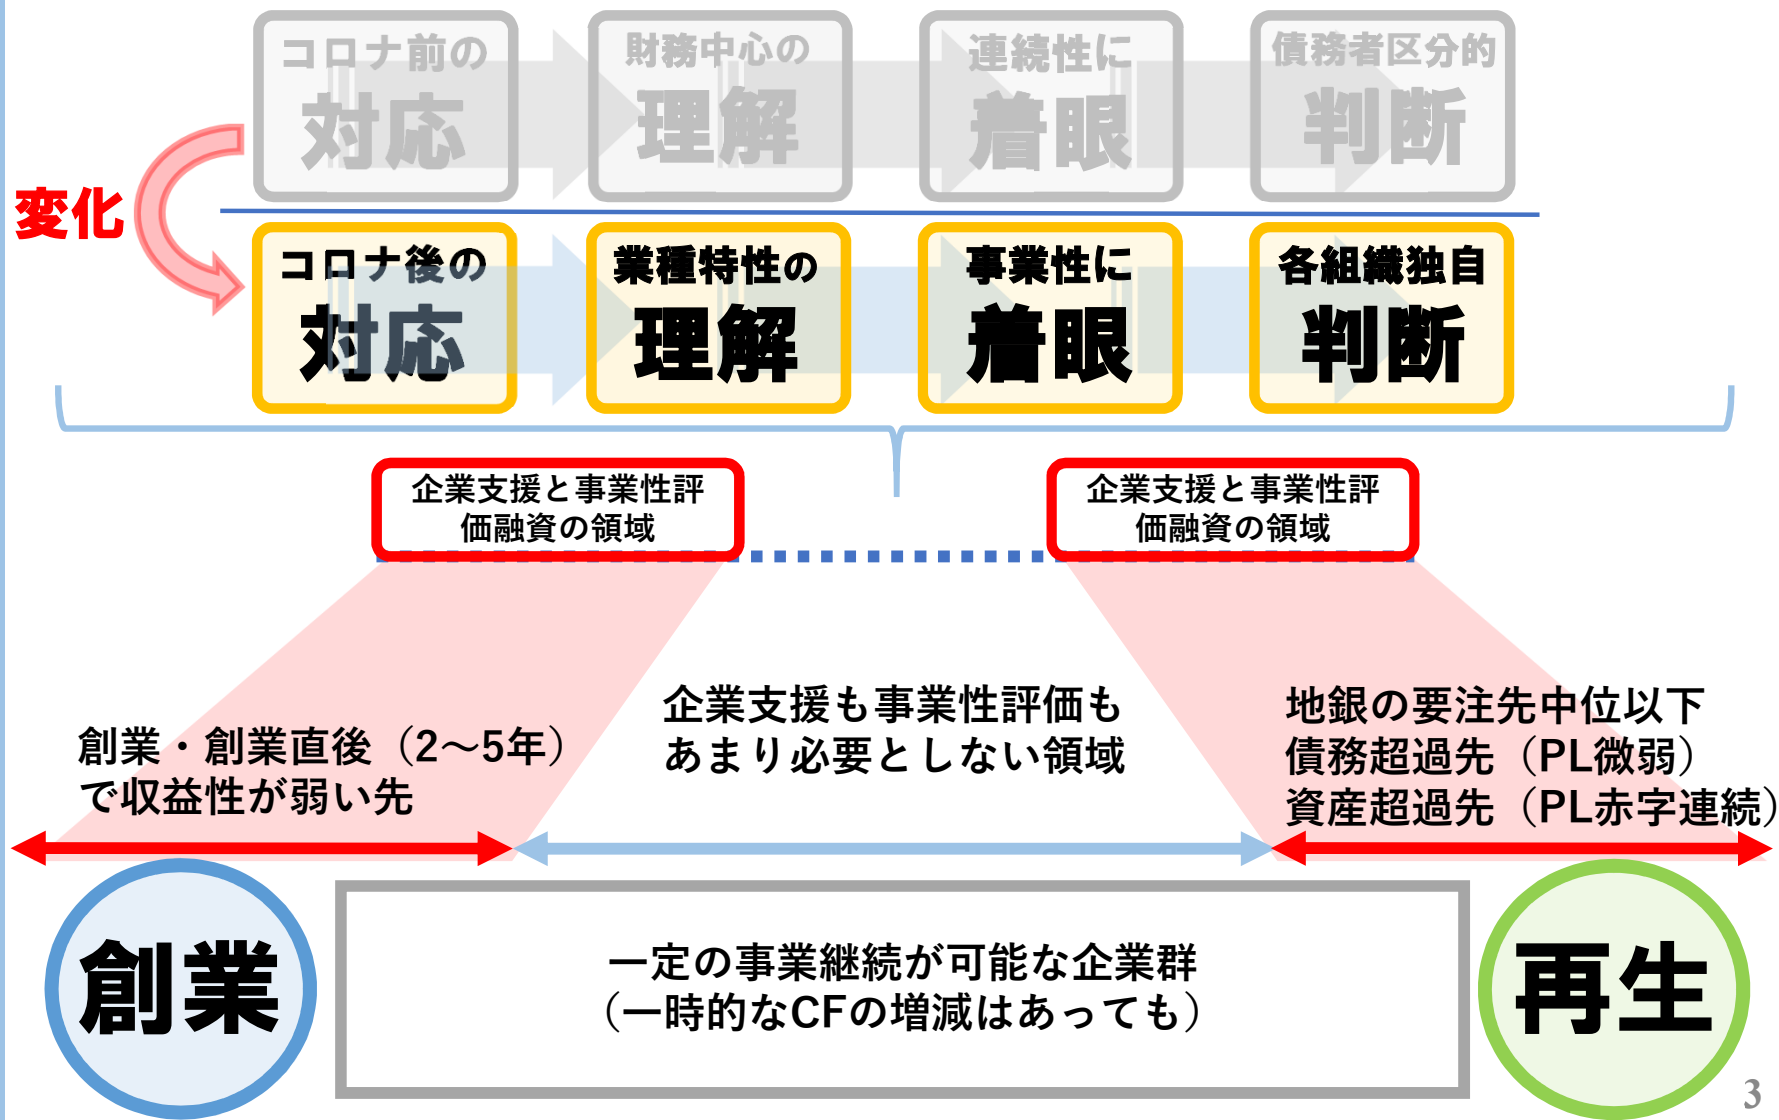 コロナ前の
対応
財務中心の
理解
連続性に
着眼
債務者区分的
判断
変化
コロナ後の
対応
業種特性の
理解
事業性に
着眼
各組織独自
判断
企業支援と事業性評
価融資の領域
企業支援と事業性評
価融資の領域
創業・創業直後（2～5年）
で収益性が弱い先
企業支援も事業性評価も
あまり必要としない領域
地銀の要注先中位以下
債務超過先（PL微弱）
資産超過先（PL赤字連続）
創業
一定の事業継続が可能な企業群
（一時的なCFの増減はあっても）
再生
3